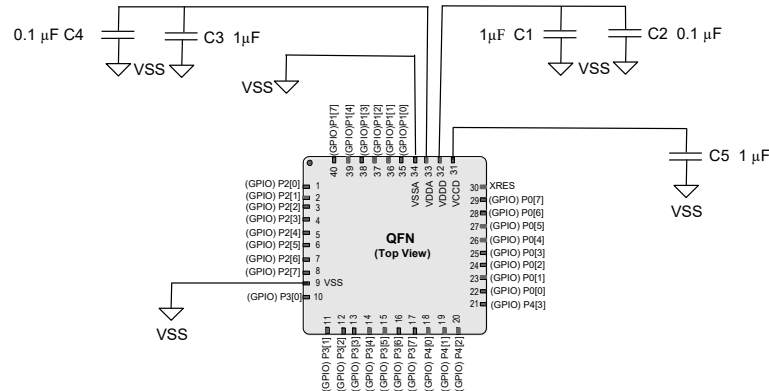 0.1 μF C4
C3 1μF
1μF C1
C2 0.1 μF
VSS
VSS
VSS
C5 1 μF
VSS
(GPIO)P1[7]
(GPIO)P1[4]
(GPIO)P1[3]
(GPIO)P1[2]
(GPIO)P1[1]
(GPIO)P1[0]
40
39
38
37
36
35
34
33
32
31
VSSA
VDDA
VDDD
VCCD
(GPIO) P2[0] 1
(GPIO) P2[1] 2
(GPIO) P2[2] 3
(GPIO) P2[3] 4
(GPIO) P2[4] 5
(GPIO) P2[5] 6
(GPIO) P2[6] 7
(GPIO) P2[7] 8
9 VSS
(GPIO) P3[0] 10
VSS
QFN
(Top View)
30 XRES
29 (GPIO) P0[7]
28 (GPIO) P0[6]
27 (GPIO) P0[5]
26 (GPIO) P0[4]
25 (GPIO) P0[3]
24 (GPIO) P0[2]
23 (GPIO) P0[1]
22 (GPIO) P0[0]
21 (GPIO) P4[3]
11
12
13
14
15
16
17
18
19
20
(GPIO) P3[1]
(GPIO) P3[2]
(GPIO) P3[3]
(GPIO) P3[4]
(GPIO) P3[5]
(GPIO) P3[6]
(GPIO) P3[7]
(GPIO) P4[0]
(GPIO) P4[1]
(GPIO) P4[2]